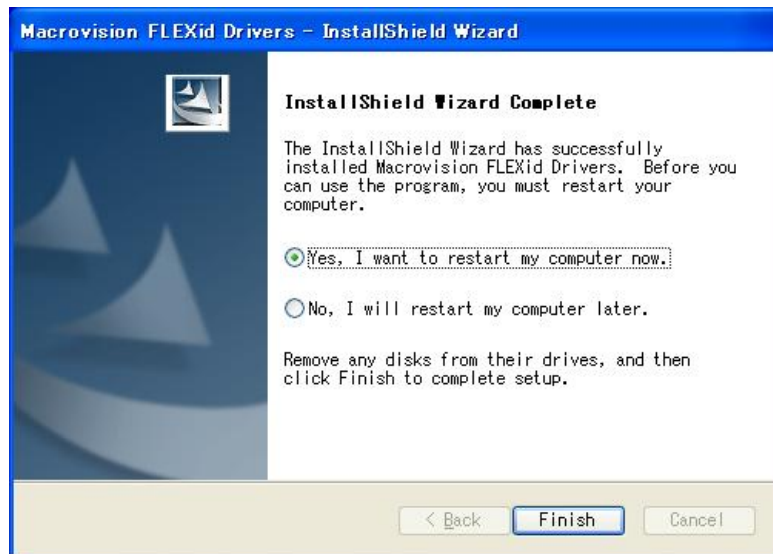 Macrovision FLEXid Drivers - InstallShield Wizard
InstallShield Wizard Complete
The InstallShield Wizard has successfully
installed Macrovision FLEXid Drivers.  Before you
can use the program, you must restart your
computer.
Yes, I want to restart my computer now.
No, I will restart my computer later.
Remove any disks from their drives, and then
click Finish to complete setup.
< Back
Finish
Cancel